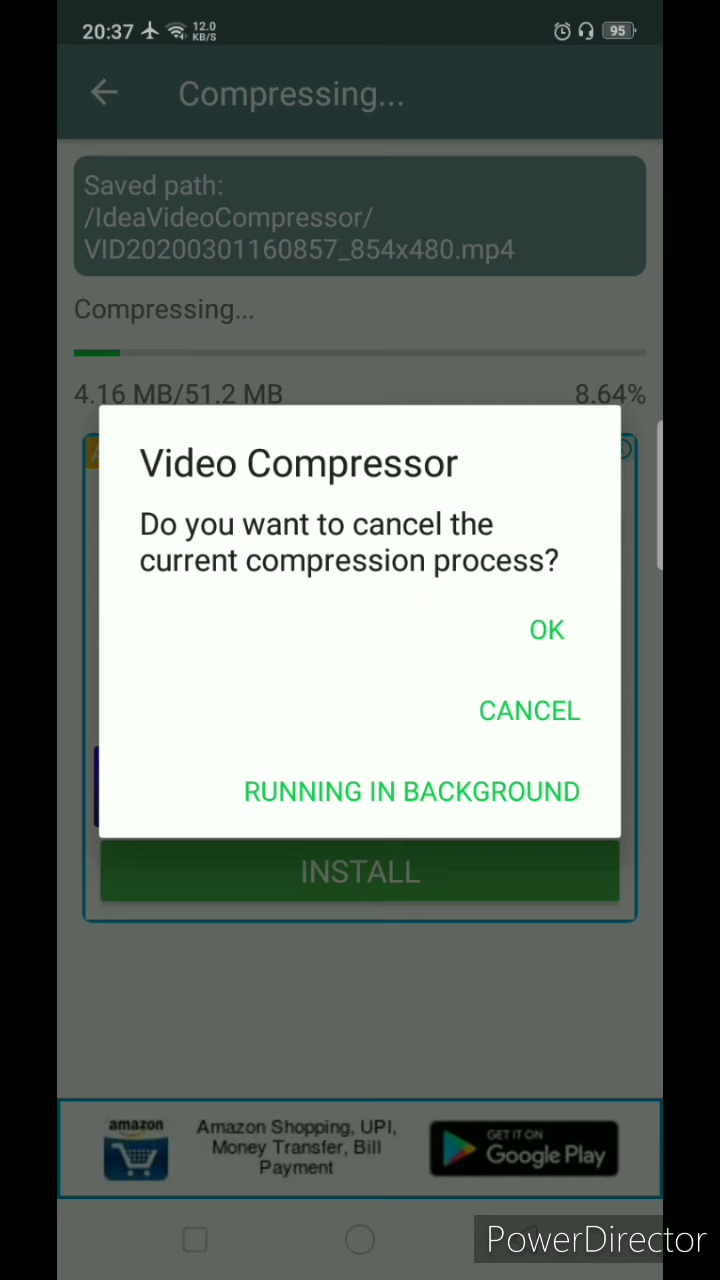 20:37 12.0 KB/S 95
Compressing...
Saved path:
/IdeaVideoCompressor/
VID20200301160857_854x480.mp4
Compressing...
4.16 MB/51.2 MB 8.64%
Video Compressor
Do you want to cancel the
current compression process?
OK
CANCEL
RUNNING IN BACKGROUND
INSTALL
amazon
Amazon Shopping, UPI,
Money Transfer, Bill
Payment
GET IT ON
Google Play
PowerDirector